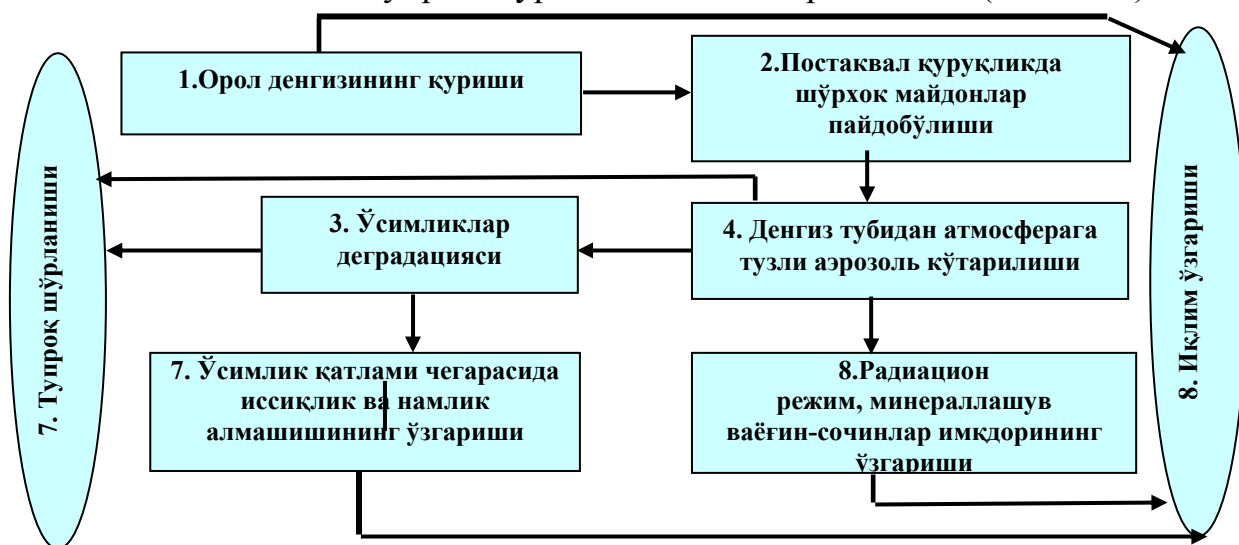 1.Орол денгизининг қуриши
2.Постаквал қуруқликда
шўрхок майдонлар
пайдобўлиши
3. Ўсимликлар
деградацияси
4. Денгиз тубидан атмосферага
тузли аэрозоль кўтарилиши
7. Ўсимлик қатлами чегарасида
иссиқлик ва намлик
алмашишининг ўзгариши
8.Радиацион
режим, минераллашув
ваёғин-сочинлар имқдорининг
ўзгариши
7. Тупроқ шўрланиши
8. Иқлим ўзгариши